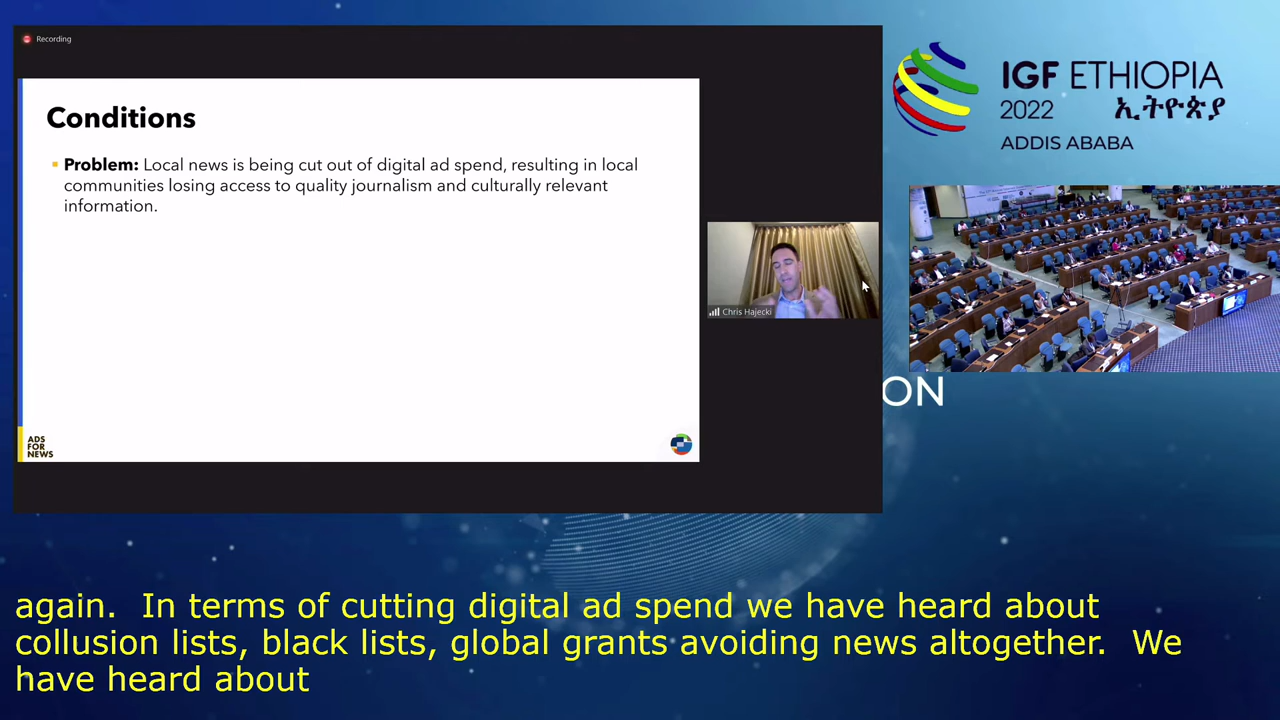 Recording
Conditions
Problem: Local news is being cut out of digital ad spend, resulting in local
communities losing access to quality journalism and culturally relevant
information.
ADS
FOR
NEWS
Chris Hajecki
IGF ETHIOPIA
2022 ኢትዮጵያ
ADDIS ABABA
ON
again. In terms of cutting digital ad spend we have heard about
collusion lists, black lists, global grants avoiding news altogether. We
have heard about